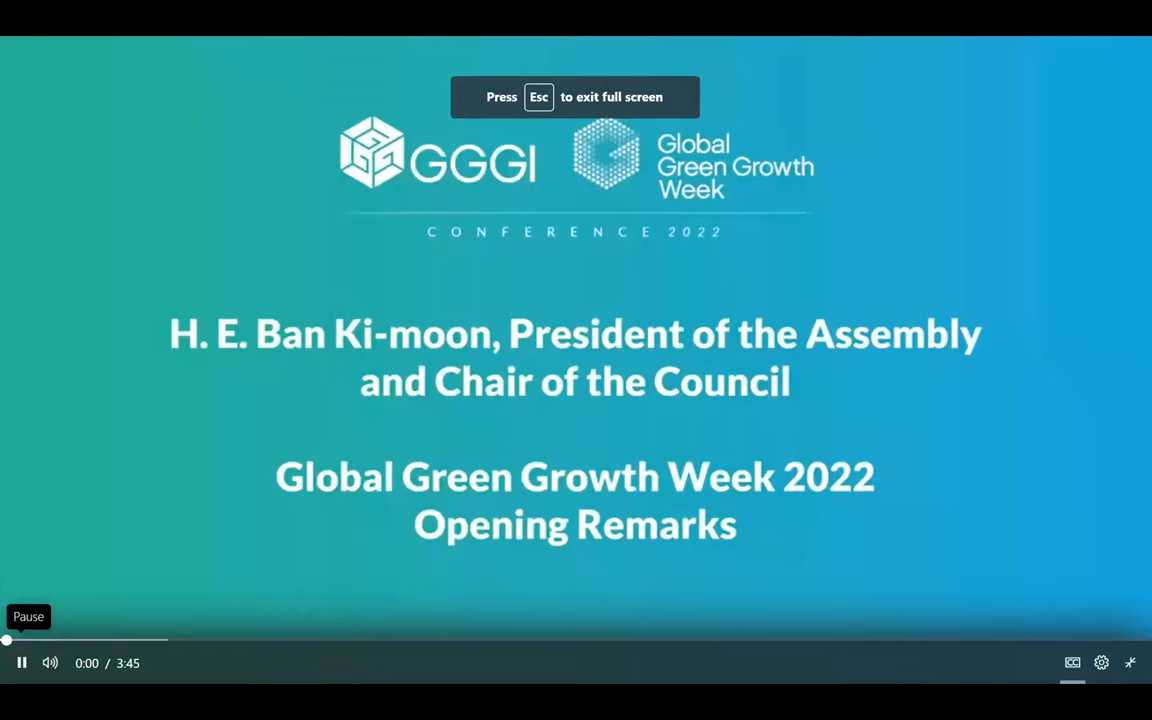 Press Esc to exit full screen
GGGI
Global
Green Growth
Week
CONFERENCE 2022
H. E. Ban Ki-moon, President of the Assembly
and Chair of the Council
Global Green Growth Week 2022
Opening Remarks
Pause
0:00 / 3:45
CC